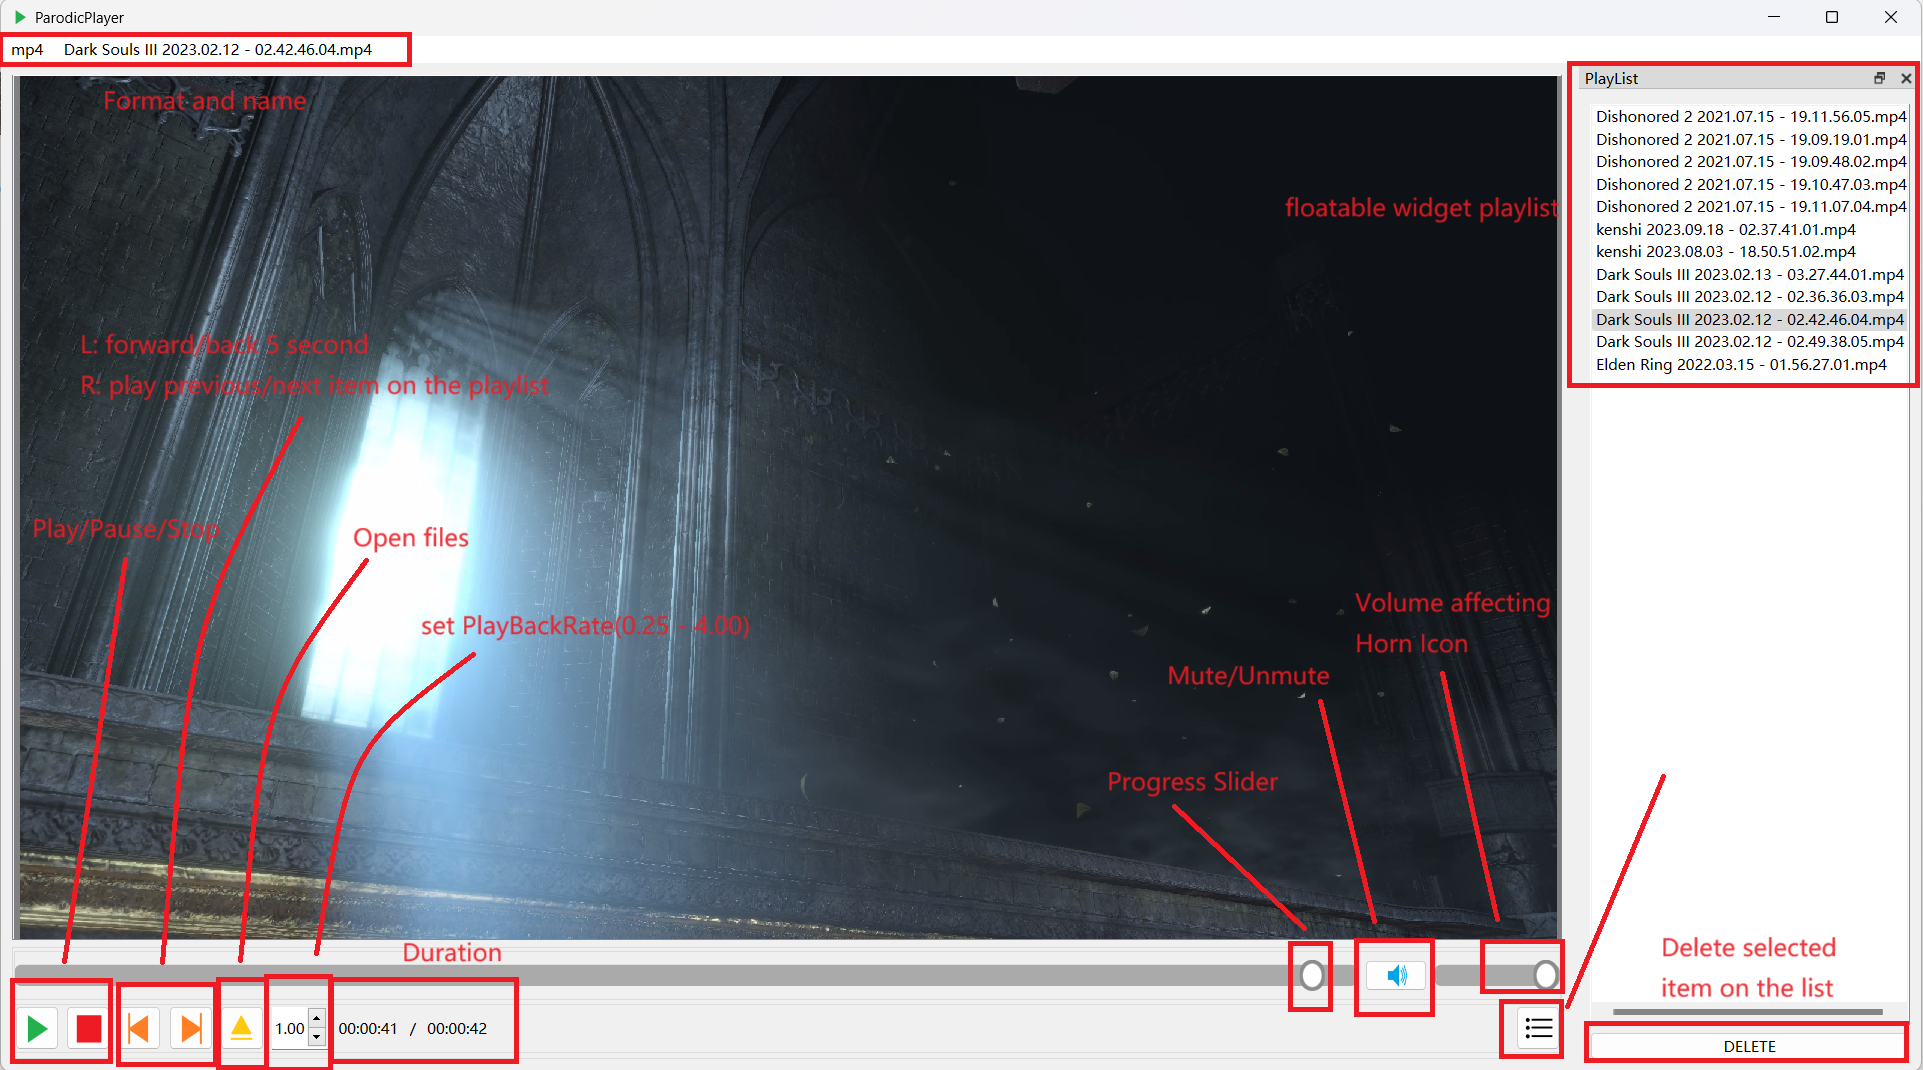 ParodicPlayer
mp4 Dark Souls III 2023.02.12 - 02.42.46.04.mp4
Format and name
PlayList
Dishonored 2 2021.07.15 - 19.11.56.05.mp4
Dishonored 2 2021.07.15 - 19.09.19.01.mp4
Dishonored 2 2021.07.15 - 19.09.48.02.mp4
Dishonored 2 2021.07.15 - 19.10.47.03.mp4
Dishonored 2 2021.07.15 - 19.11.07.04.mp4
kenshi 2023.09.18 - 02.37.41.01.mp4
kenshi 2023.08.03 - 18.50.51.02.mp4
Dark Souls III 2023.02.13 - 03.27.44.01.mp4
Dark Souls III 2023.02.12 - 02.36.36.03.mp4
Dark Souls III 2023.02.12 - 02.42.46.04.mp4
Dark Souls III 2023.02.12 - 02.49.38.05.mp4
Elden Ring 2022.03.15 - 01.56.27.01.mp4
floatable widget playlist
L: forward/back 5 second
R: play previous/next item on the playlist
Play/Pause/Stop
Open files
set PlayBackRate(0.25 - 4.00)
Volume affecting
Horn Icon
Mute/Unmute
Progress Slider
Duration
Delete selected
item on the list
1.00
00:00:41 / 00:00:42
DELETE